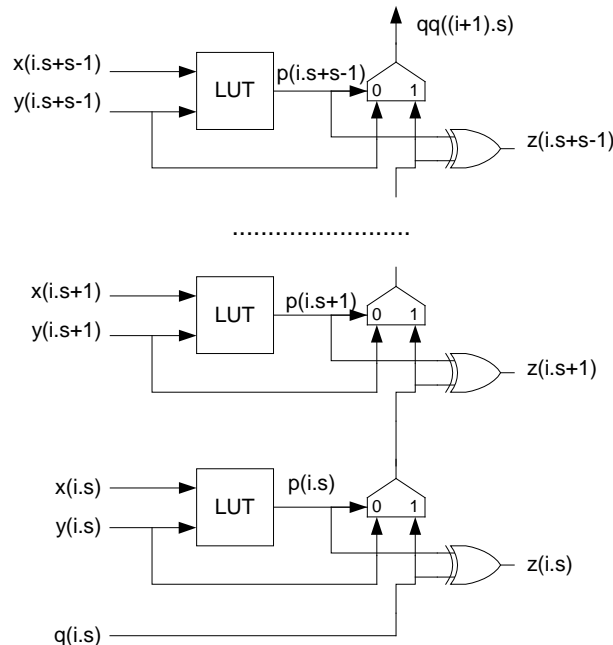 qq((i+1).s)
x(i.s+s-1)
LUT
p(i.s+s-1)
y(i.s+s-1)
0 1
z(i.s+s-1)
x(i.s+1)
LUT
p(i.s+1)
y(i.s+1)
0 1
z(i.s+1)
x(i.s)
LUT
p(i.s)
y(i.s)
0 1
z(i.s)
q(i.s)